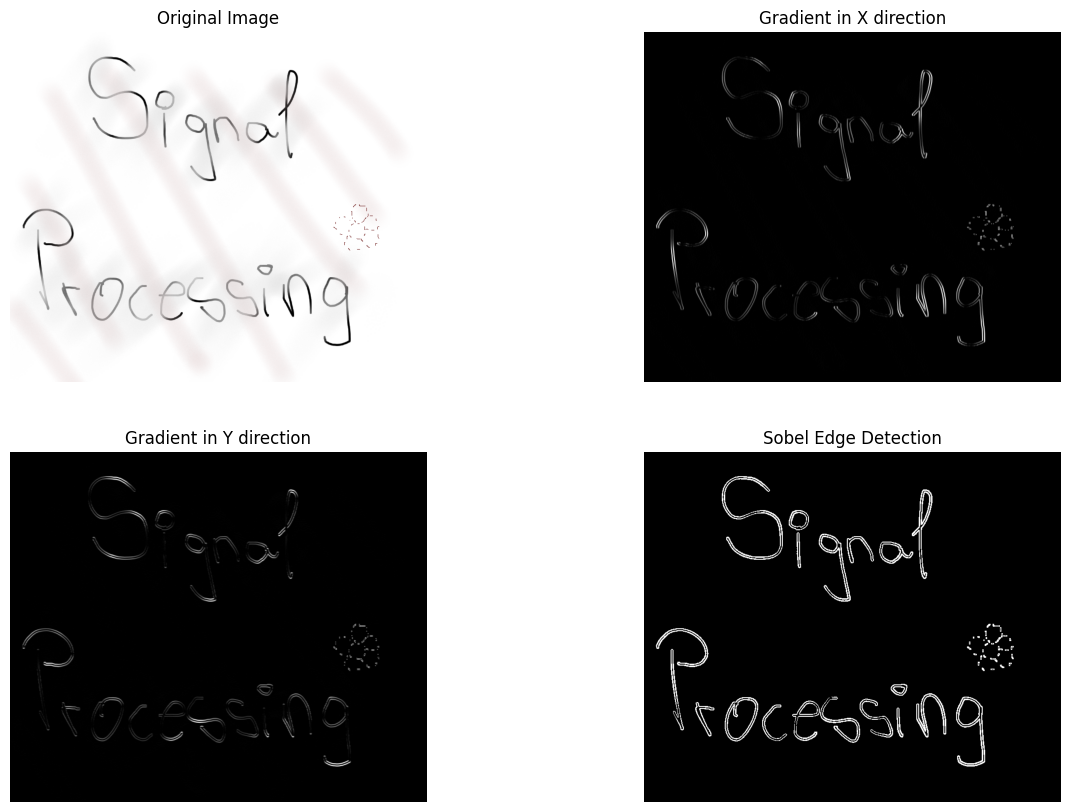 Original Image
Signal
Processing
Gradient in X direction
Signal
Processing
Gradient in Y direction
Signal
Processing
Sobel Edge Detection
Signal
Processing